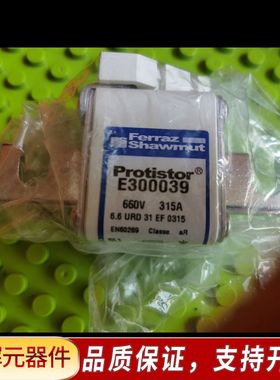 Ferraz
Shawmut
Protistor®
E300039
660V 315A
6.6 URD 31 EF 0315
EN60269 Classe aR
元器件
品质保证，支持开